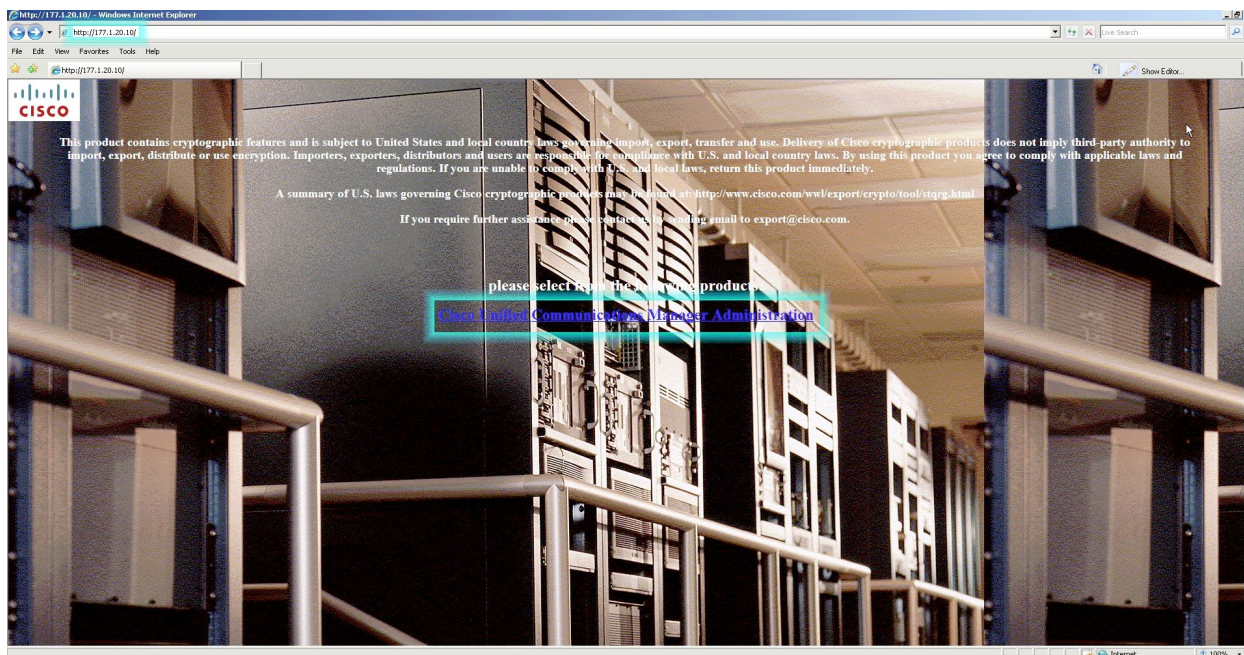 http://177.1.20.10/ - Windows Internet Explorer
http://177.1.20.10/
Live Search
File Edit View Favorites Tools Help
http://177.1.20.10/
Show Editor...
CISCO
This product contains cryptographic features and is subject to United States and local country laws governing import, export, transfer and use. Delivery of Cisco cryptographic products does not imply third-party authority to
import, export, distribute or use encryption. Importers, exporters, distributors and users are responsible for compliance with U.S. and local country laws. By using this product you agree to comply with applicable laws and
regulations. If you are unable to comply with U.S. and local laws, return this product immediately.
A summary of U.S. laws governing Cisco cryptographic products may be found at: http://www.cisco.com/wwl/export/crypto/tool/stqrg.html
If you require further assistance please contact us by sending email to export@cisco.com.
please select from the following products
Cisco Unified Communications Manager Administration
Internet
100%